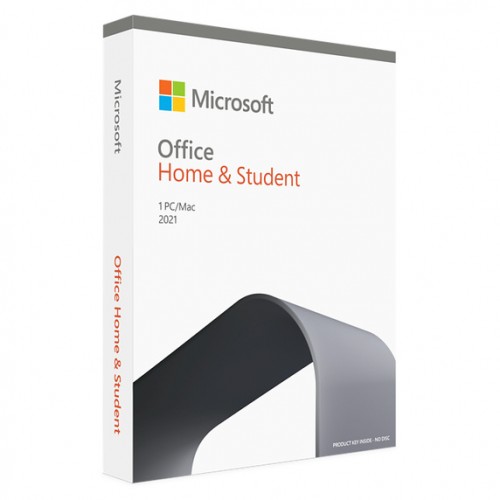 Microsoft
Office
Home & Student
1 PC/Mac
2021
PRODUCT KEY INSIDE - NO DISC
Microsoft
Office Home & Student